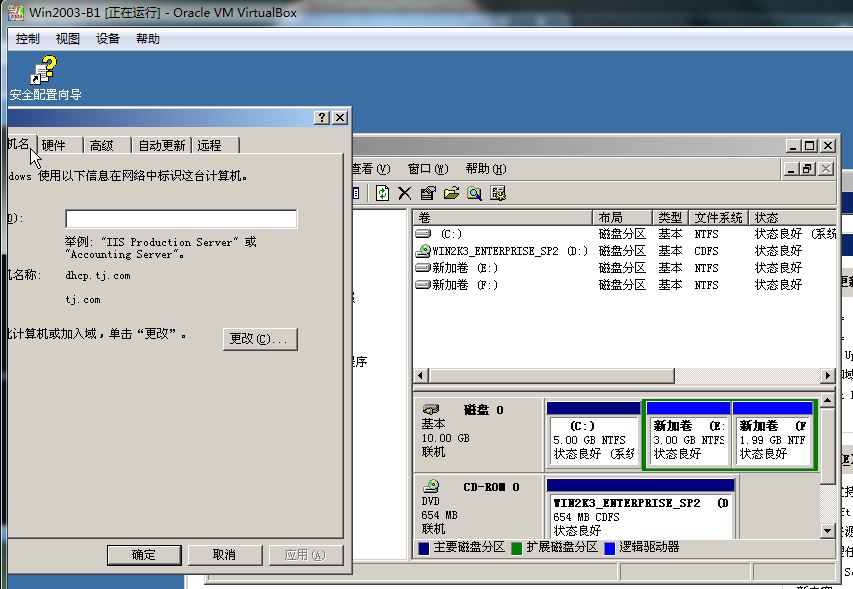 Win2003-B1 [正在运行] - Oracle VM VirtualBox
控制 视图 设备 帮助
安全配置向导
机名 硬件 高级 自动更新 远程
dows 使用以下信息在网络中标识这台计算机。
D):
举例: "IIS Production Server" 或
"Accounting Server"。
机名称: dhcp.tj.com
tj.com
此计算机或加入域，单击“更改”。
更改(C)...
确定 取消 应用(A)
查看(V) 窗口(W) 帮助(H)
卷 布局 类型 文件系统 状态
(C:) 磁盘分区 基本 NTFS 状态良好 (系统
WIN2K3_ENTERPRISE_SP2 (D:) 磁盘分区 基本 CDFS 状态良好
新加卷 (E:) 磁盘分区 基本 NTFS 状态良好
新加卷 (F:) 磁盘分区 基本 NTFS 状态良好
程序
磁盘 0
基本
10.00 GB
联机
(C:)
5.00 GB NTFS
状态良好 (系统
新加卷 (E:
3.00 GB NTFS
状态良好
新加卷 (F
1.99 GB NTF
状态良好
CD-ROM 0
DVD
654 MB
联机
WIN2K3_ENTERPRISE_SP2 (D
654 MB CDFS
状态良好
主要磁盘分区 扩展磁盘分区 逻辑驱动器